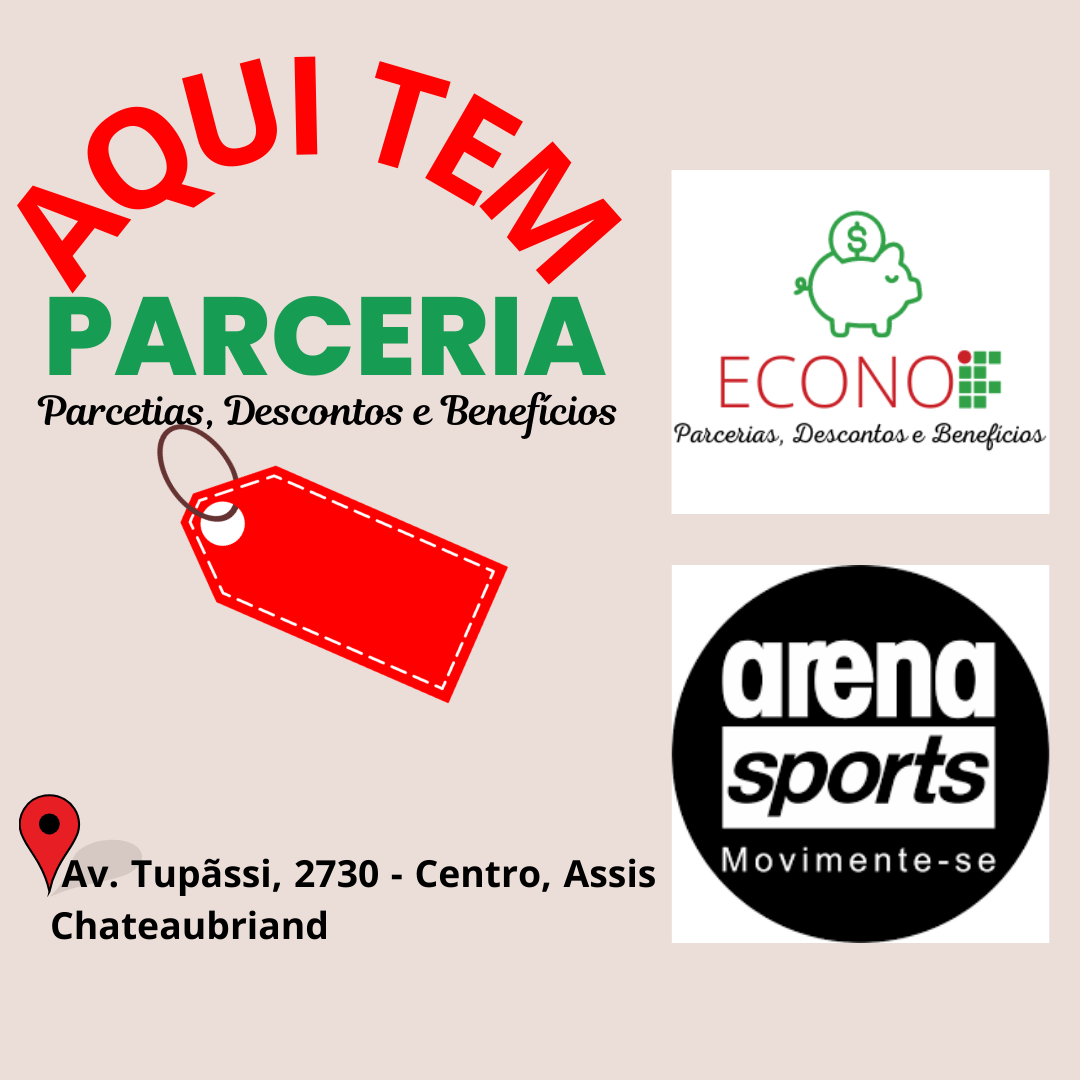 AQUI TEM
PARCERIA
Parcetias, Descontos e Benefícios
$
ECONOIF
Parcerias, Descontos e Benefícios
arena
sports
Movimente-se
Av. Tupãssi, 2730 - Centro, Assis
Chateaubriand